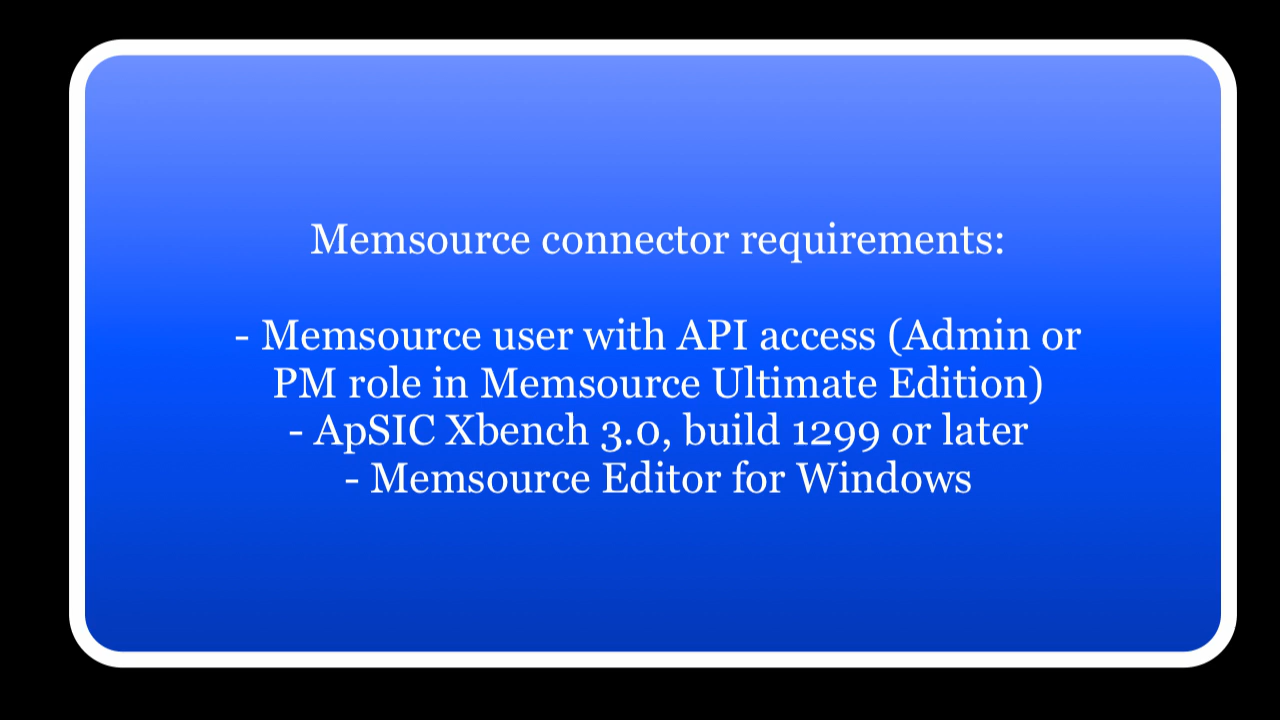 Memsource connector requirements:
- Memsource user with API access (Admin or
PM role in Memsource Ultimate Edition)
- ApSIC Xbench 3.0, build 1299 or later
- Memsource Editor for Windows